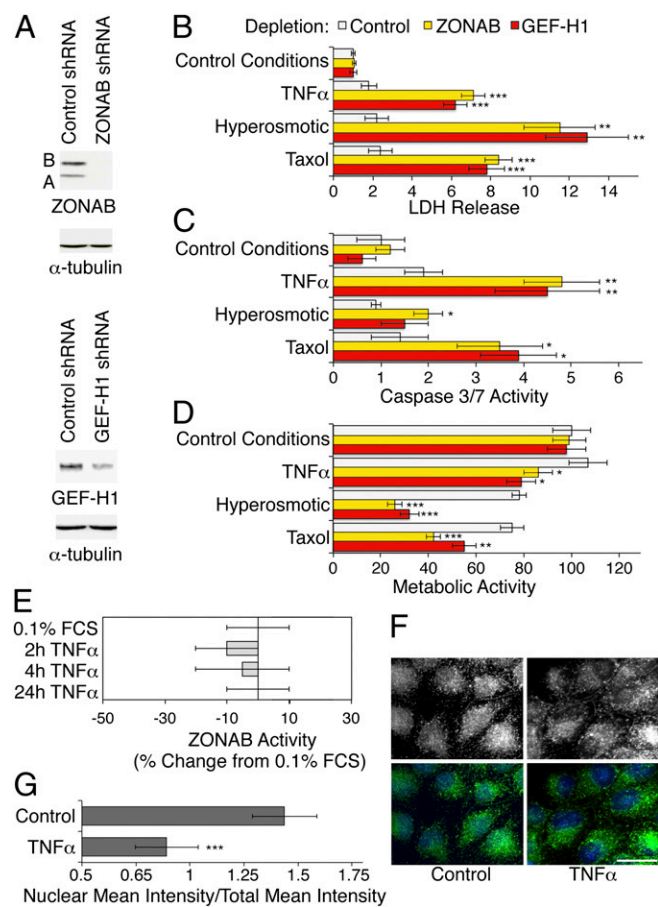 A
Control shRNA
ZONAB shRNA
B
A
ZONAB
α-tubulin
Control shRNA
GEF-H1 shRNA
GEF-H1
α-tubulin
B
Depletion: Control ZONAB GEF-H1
Control Conditions
TNFα
***
***
Hyperosmotic
**
**
Taxol
***
***
0 2 4 6 8 10 12 14
LDH Release
C
Control Conditions
TNFα
**
**
Hyperosmotic
*
Taxol
*
*
0 1 2 3 4 5 6
Caspase 3/7 Activity
D
Control Conditions
TNFα
*
*
Hyperosmotic
***
***
Taxol
***
**
0 20 40 60 80 100 120
Metabolic Activity
E
0.1% FCS
2h TNFα
4h TNFα
24h TNFα
-50 -30 -10 10 30
ZONAB Activity
(% Change from 0.1% FCS)
F
Control TNFα
G
Control
TNFα
***
0.5 0.65 1 1.25 1.5 1.75
Nuclear Mean Intensity/Total Mean Intensity